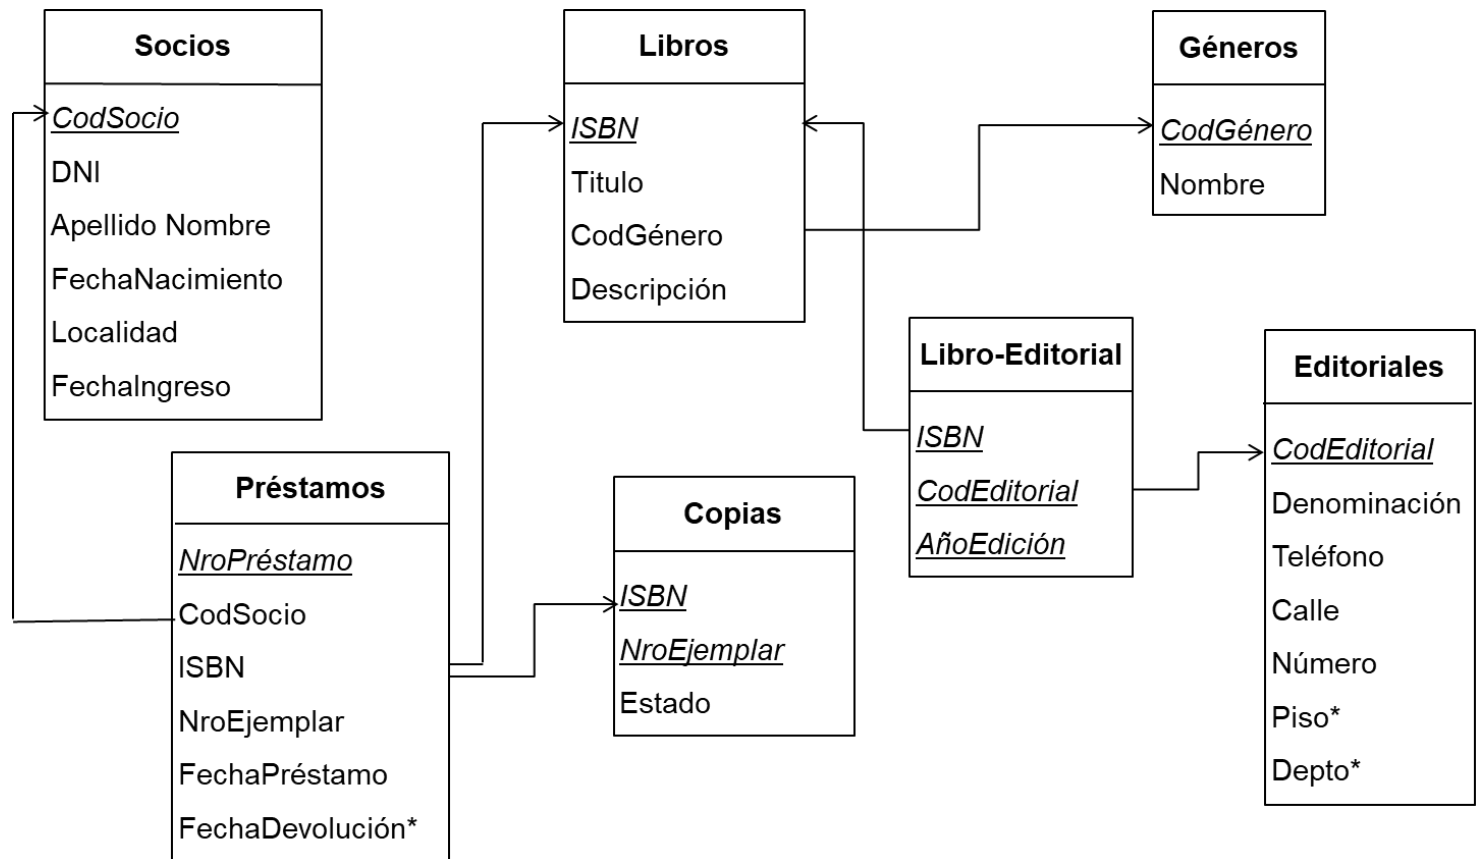 Socios
CodSocio
DNI
Apellido Nombre
FechaNacimiento
Localidad
FechaIngreso
Libros
ISBN
Titulo
CodGénero
Descripción
Géneros
CodGénero
Nombre
Préstamos
NroPréstamo
CodSocio
ISBN
NroEjemplar
FechaPréstamo
FechaDevolución*
Copias
ISBN
NroEjemplar
Estado
Libro-Editorial
ISBN
CodEditorial
AñoEdición
Editoriales
CodEditorial
Denominación
Teléfono
Calle
Número
Piso*
Depto*